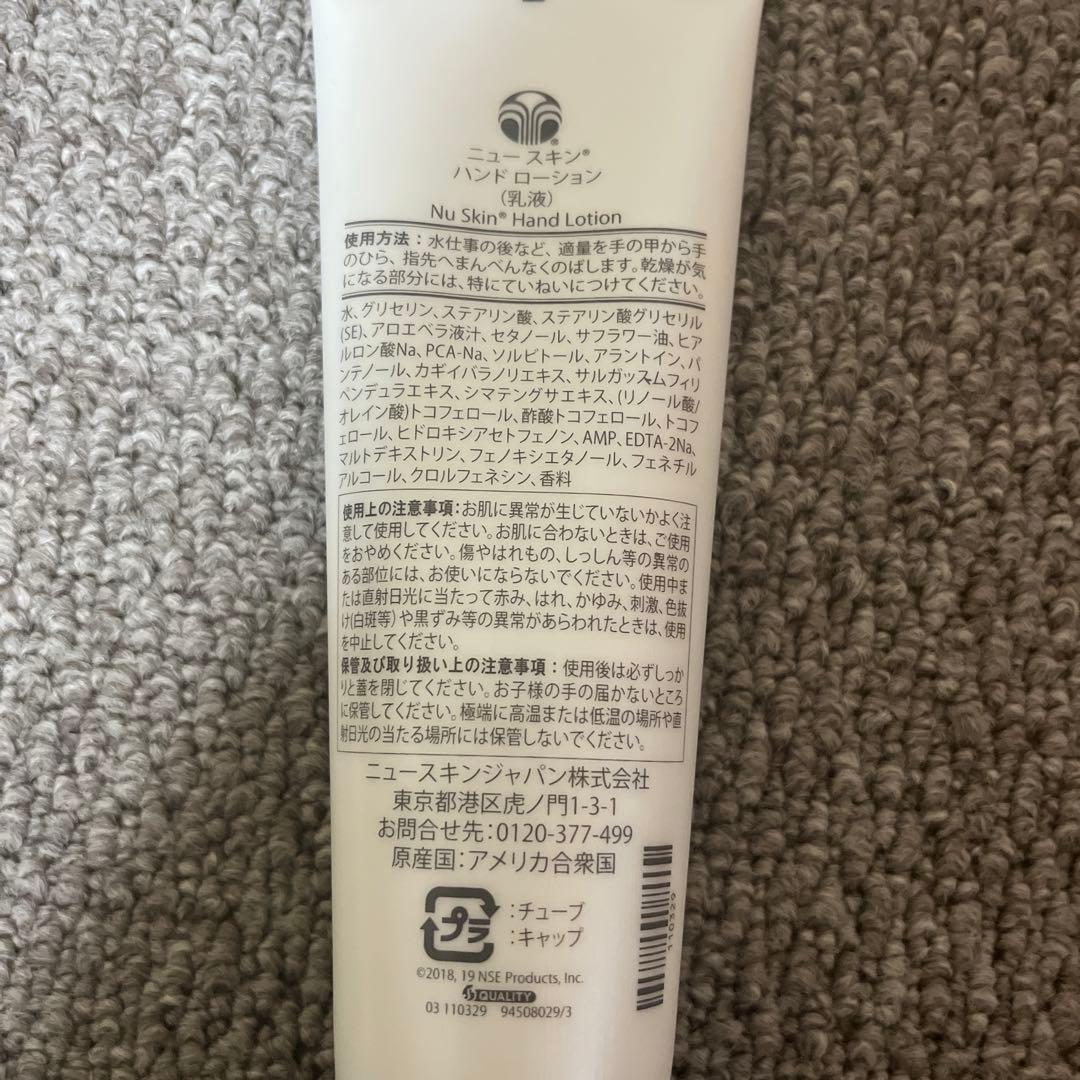 ニュー スキン®
ハンド ローション
（乳液）
Nu Skin® Hand Lotion
使用方法：水仕事の後など、適量を手の甲から手
のひら、指先へまんべんなくのばします。乾燥が気
になる部分には、特にていねいにつけてください。
水、グリセリン、ステアリン酸、ステアリン酸グリセリル
(SE)、アロエベラ液汁、セタノール、サフラワー油、ヒア
ルロン酸Na、PCA-Na、ソルビトール、アラントイン、パ
ンテノール、カギイバラノリエキス、サルガッスムフィリ
ペンデュラエキス、シマテングサエキス、(リノール酸/
オレイン酸)トコフェロール、酢酸トコフェロール、トコフ
ェロール、ヒドロキシアセトフェノン、AMP、EDTA-2Na、
マルトデキストリン、フェノキシエタノール、フェネチル
アルコール、クロルフェネシン、香料
使用上の注意事項：お肌に異常が生じていないかよく注
意して使用してください。お肌に合わないときは、ご使用
をおやめください。傷やはれもの、しっしん等の異常の
ある部位には、お使いにならないでください。使用中ま
たは直射日光に当たって赤み、はれ、かゆみ、刺激、色抜
け(白斑等)や黒ずみ等の異常があらわれたときは、使用
を中止してください。
保管及び取り扱い上の注意事項：使用後は必ずしっか
りと蓋を閉じてください。お子様の手の届かないところ
に保管してください。極端に高温または低温の場所や直
射日光の当たる場所には保管しないでください。
ニュースキンジャパン株式会社
東京都港区虎ノ門1-3-1
お問合せ先：0120-377-499
原産国：アメリカ合衆国
プラ
：チューブ
：キャップ
110329
©2018, 19 NSE Products, Inc.
QUALITY
03 110329 94508029/3